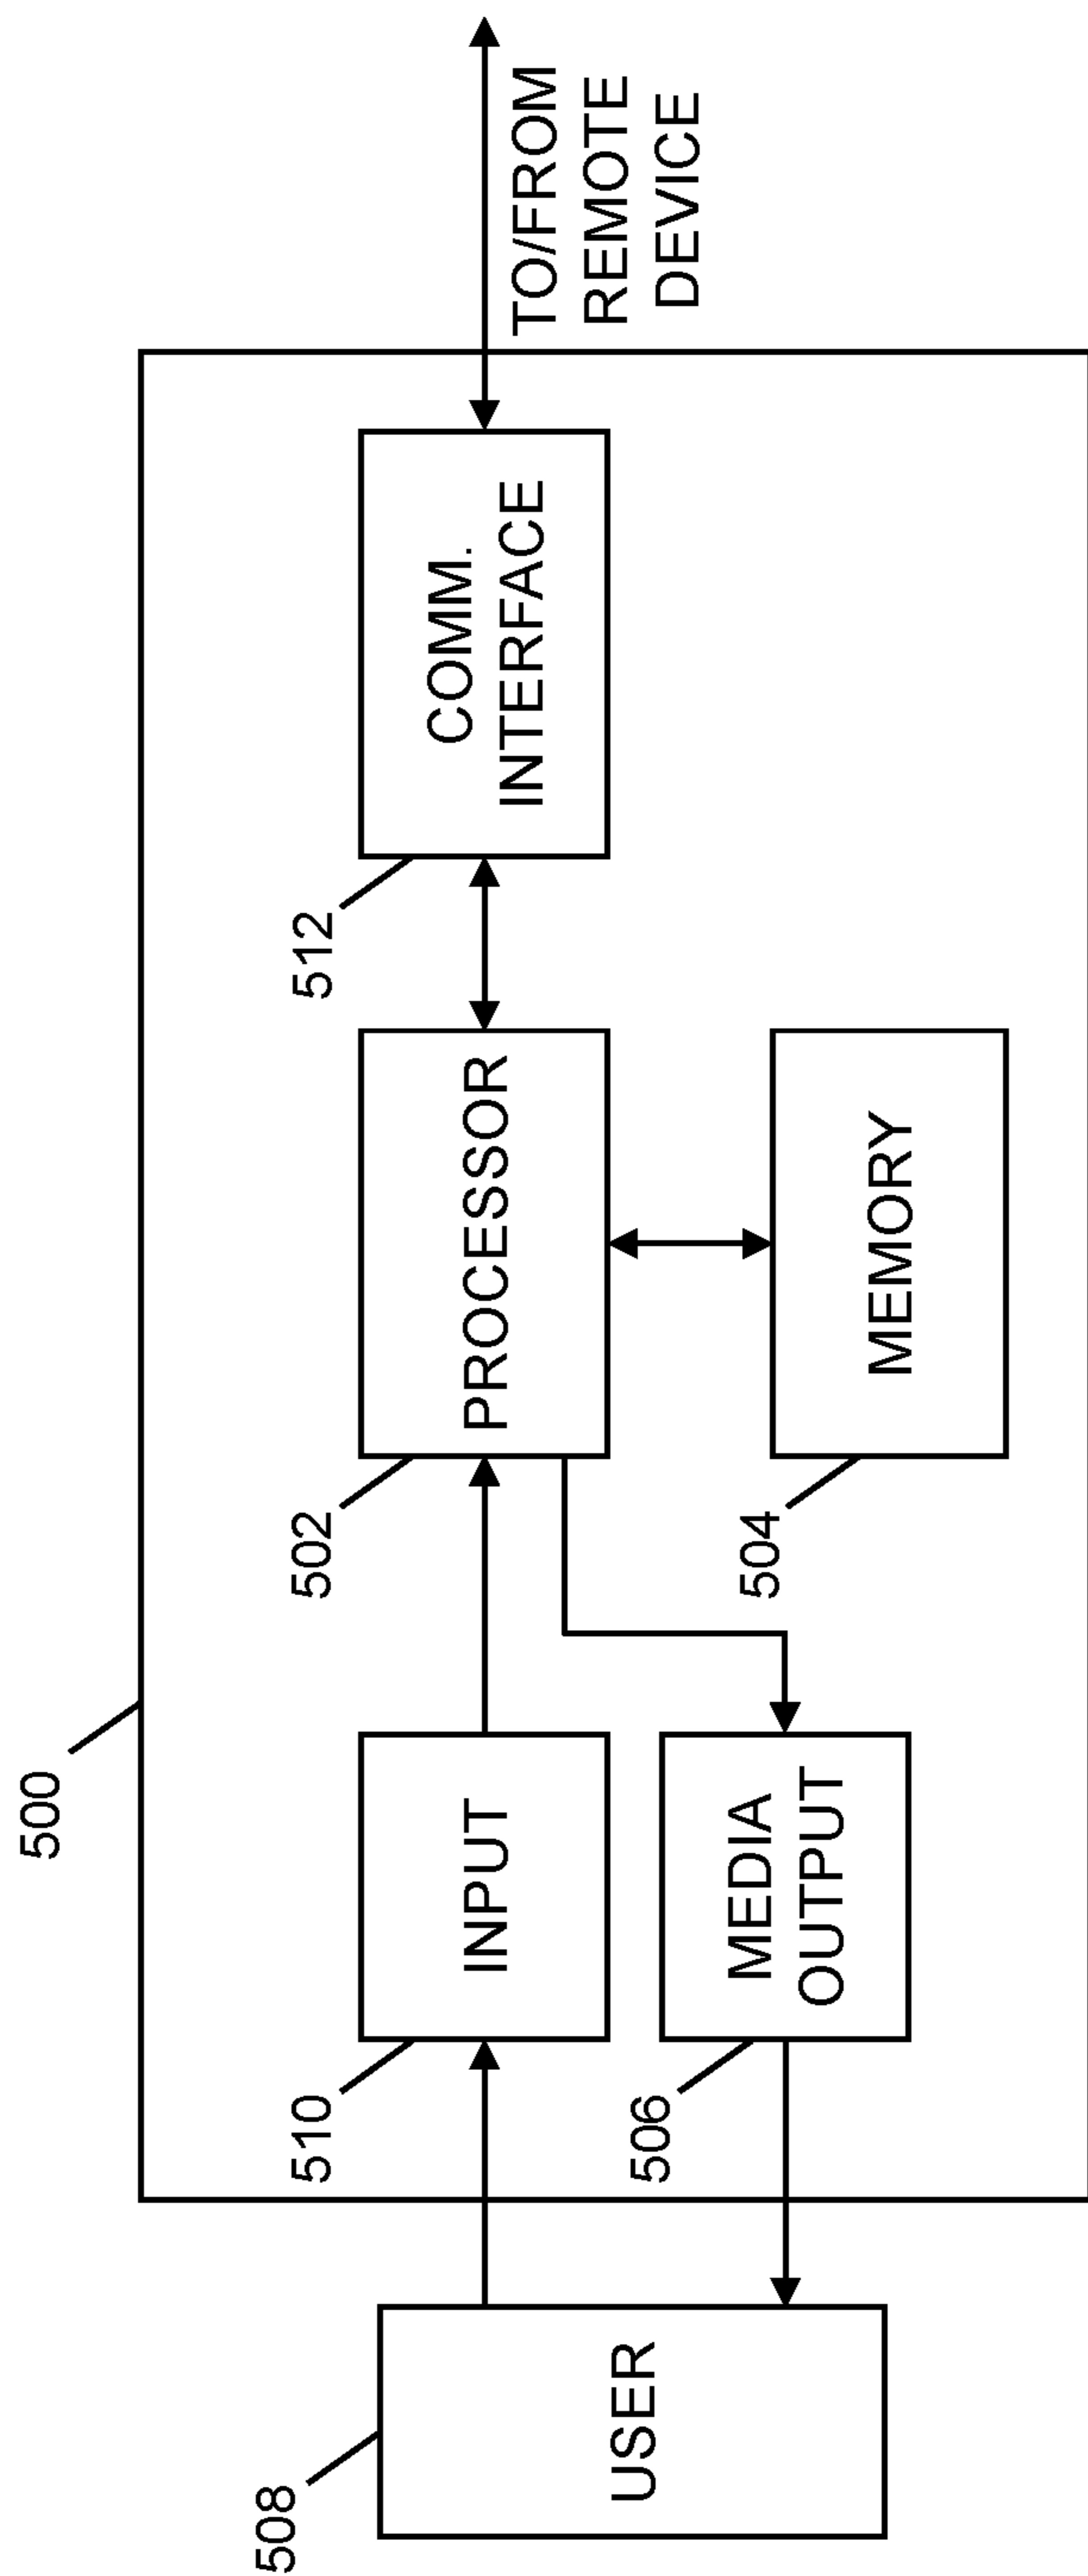 500
508
USER
510
INPUT
506
MEDIA
OUTPUT
502
PROCESSOR
504
MEMORY
512
COMM.
INTERFACE
TO/FROM
REMOTE
DEVICE